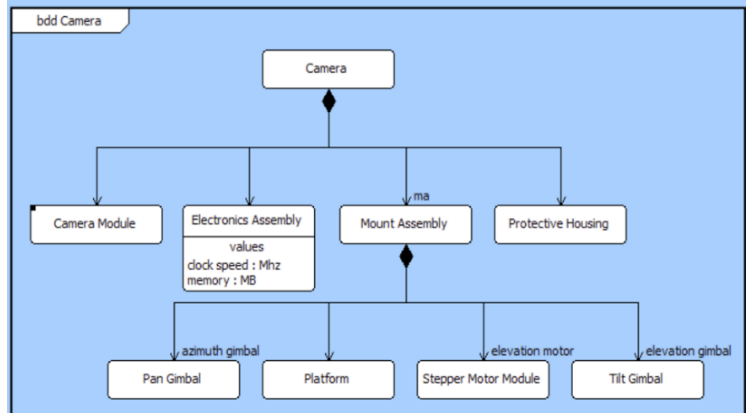 bdd Camera
Camera
ma
Camera Module
Electronics Assembly
Mount Assembly
Protective Housing
values
clock speed : Mhz
memory : MB
azimuth gimbal
elevation motor
elevation gimbal
Pan Gimbal
Platform
Stepper Motor Module
Tilt Gimbal